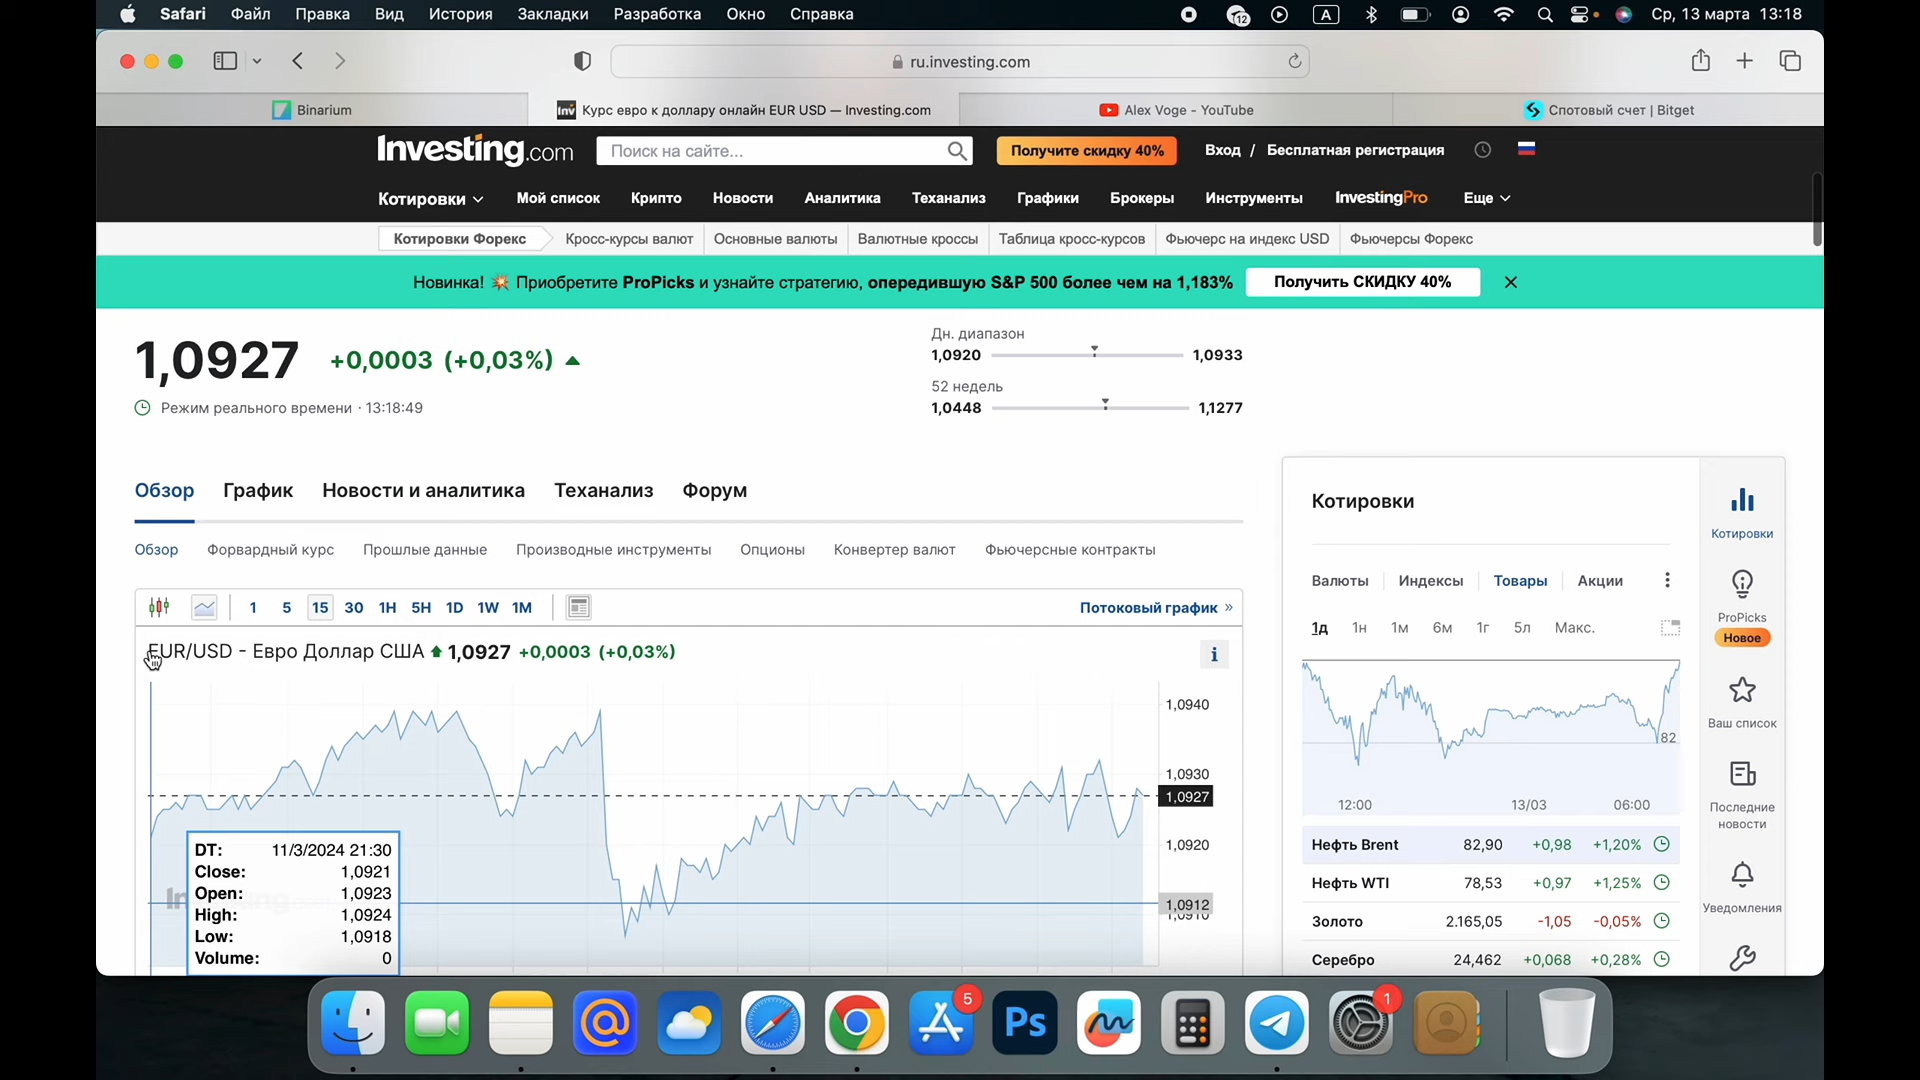 Safari Файл Правка Вид История Закладки Разработка Окно Справка 12 A Ср, 13 марта 13:18
ru.investing.com
Binarium
Inv Курс евро к доллару онлайн EUR USD — Investing.com
Alex Voge - YouTube
Спотовый счет | Bitget
Investing.com Поиск на сайте... Получите скидку 40% Вход / Бесплатная регистрация
Котировки Мой список Крипто Новости Аналитика Теханализ Графики Брокеры Инструменты InvestingPro Еще
Котировки Форекс Кросс-курсы валют Основные валюты Валютные кроссы Таблица кросс-курсов Фьючерс на индекс USD Фьючерсы Форекс
Новинка! 💥 Приобретите ProPicks и узнайте стратегию, опередившую S&P 500 более чем на 1,183% Получить СКИДКУ 40%
1,0927 +0,0003 (+0,03%)
Режим реального времени · 13:18:49
Дн. диапазон
1,0920 1,0933
52 недель
1,0448 1,1277
Обзор График Новости и аналитика Теханализ Форум
Обзор Форвардный курс Прошлые данные Производные инструменты Опционы Конвертер валют Фьючерсные контракты
1 5 15 30 1H 5H 1D 1W 1M Потоковый график »
EUR/USD - Евро Доллар США 1,0927 +0,0003 (+0,03%) i
1,0940
1,0930
1,0927
1,0920
1,0912
1,0910
DT: 11/3/2024 21:30
Close: 1,0921
Open: 1,0923
High: 1,0924
Low: 1,0918
Volume: 0
Котировки
Валюты Индексы Товары Акции
1д 1н 1м 6м 1г 5л Макс.
82
12:00 13/03 06:00
Нефть Brent 82,90 +0,98 +1,20%
Нефть WTI 78,53 +0,97 +1,25%
Золото 2.165,05 -1,05 -0,05%
Серебро 24,462 +0,068 +0,28%
Котировки
ProPicks
Новое
Ваш список
Последние
новости
Уведомления
5
Ps
1